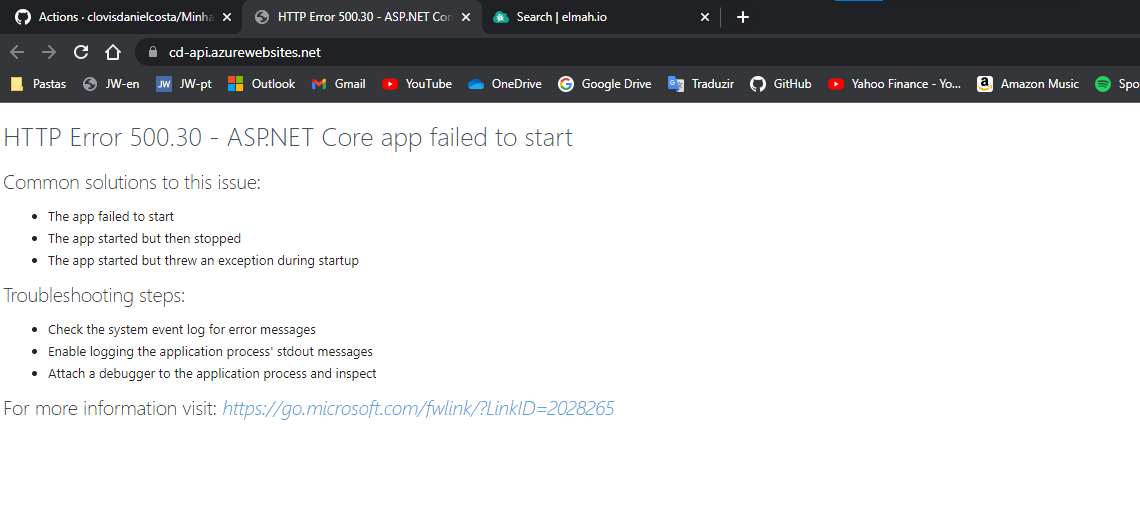 Actions · clovisdanielcosta/Minha
HTTP Error 500.30 - ASP.NET Cor
Search | elmah.io
cd-api.azurewebsites.net
Pastas JW-en JW JW-pt Outlook Gmail YouTube OneDrive Google Drive Traduzir GitHub Yahoo Finance - Yo... a Amazon Music Spo
HTTP Error 500.30 - ASP.NET Core app failed to start
Common solutions to this issue:
• The app failed to start
• The app started but then stopped
• The app started but threw an exception during startup
Troubleshooting steps:
• Check the system event log for error messages
• Enable logging the application process' stdout messages
• Attach a debugger to the application process and inspect
For more information visit: https://go.microsoft.com/fwlink/?LinkID=2028265